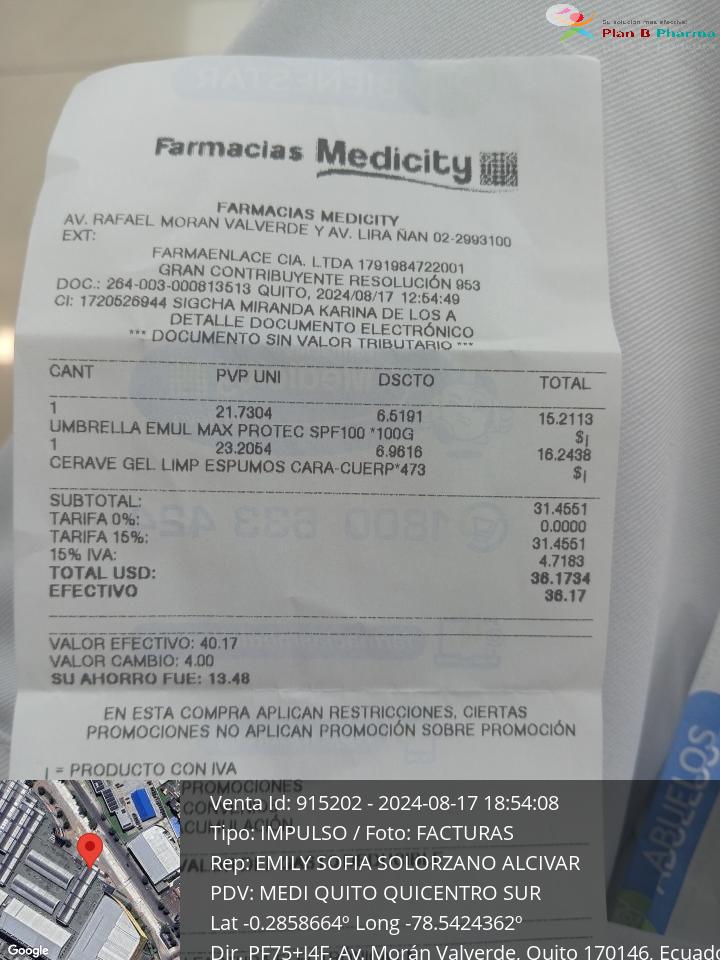 Su solución más efectiva!
Plan B Pharma
Farmacias Medicity
FARMACIAS MEDICITY
AV. RAFAEL MORAN VALVERDE Y AV. LIRA ÑAN 02-2993100
EXT:
FARMAENLACE CIA. LTDA 1791984722001
GRAN CONTRIBUYENTE RESOLUCIÓN 953
DOC.: 264-003-000813513 QUITO, 2024/08/17 12:54:49
CI: 1720526944 SIGCHA MIRANDA KARINA DE LOS A
DETALLE DOCUMENTO ELECTRÓNICO
*** DOCUMENTO SIN VALOR TRIBUTARIO ***
CANT PVP UNI DSCTO TOTAL
1 21.7304 6.5191 15.2113
UMBRELLA EMUL MAX PROTEC SPF100 *100G $¡
1 23.2054 6.9616 16.2438
CERAVE GEL LIMP ESPUMOS CARA-CUERP*473 $¡
SUBTOTAL: 31.4551
TARIFA 0%: 0.0000
TARIFA 15%: 31.4551
15% IVA: 4.7183
TOTAL USD: 36.1734
EFECTIVO 36.17
VALOR EFECTIVO: 40.17
VALOR CAMBIO: 4.00
SU AHORRO FUE: 13.48
EN ESTA COMPRA APLICAN RESTRICCIONES, CIERTAS
PROMOCIONES NO APLICAN PROMOCIÓN SOBRE PROMOCIÓN
¡ = PRODUCTO CON IVA
PROMOCIONES
ABUELOS
Venta Id: 915202 - 2024-08-17 18:54:08
Tipo: IMPULSO / Foto: FACTURAS
Rep: EMILY SOFIA SOLORZANO ALCIVAR
PDV: MEDI QUITO QUICENTRO SUR
Lat -0.2858664º Long -78.5424362º
Dir. PF75+J4F, Av. Morán Valverde, Quito 170146, Ecuado
Google